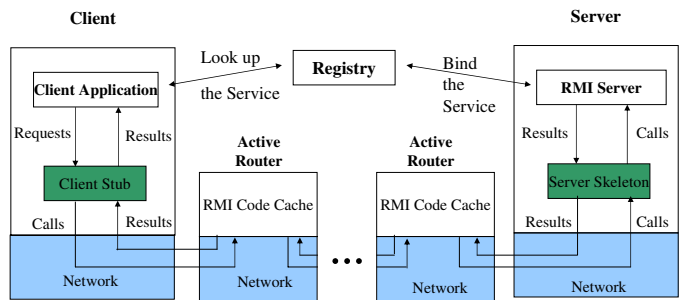 Client
Server
Look up
the Service
Registry
Bind
the
Service
Client Application
RMI Server
Requests
Results
Results
Calls
Active
Router
Active
Router
Client Stub
Server Skeleton
RMI Code Cache
RMI Code Cache
Calls
Results
Results
Calls
Network
Network
Network
Network